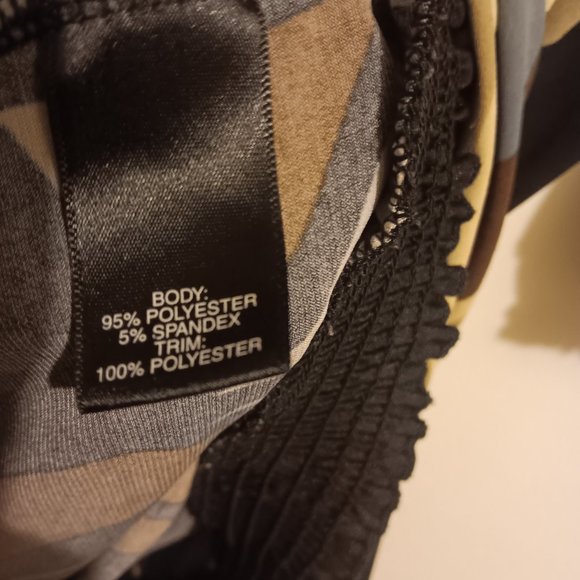 BODY:
95% POLYESTER
5% SPANDEX
TRIM:
100% POLYESTER